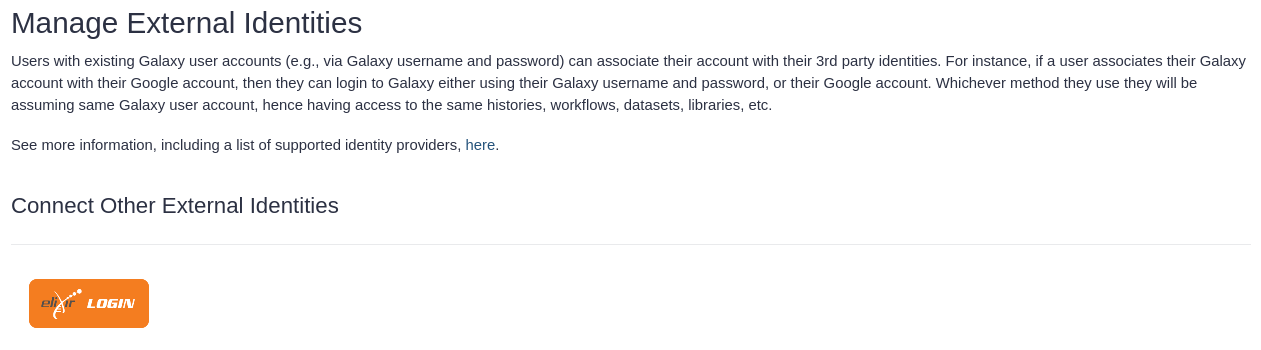 Manage External Identities
Users with existing Galaxy user accounts (e.g., via Galaxy username and password) can associate their account with their 3rd party identities. For instance, if a user associates their Galaxy
account with their Google account, then they can login to Galaxy either using their Galaxy username and password, or their Google account. Whichever method they use they will be
assuming same Galaxy user account, hence having access to the same histories, workflows, datasets, libraries, etc.
See more information, including a list of supported identity providers, here.
Connect Other External Identities
elixir LOGIN